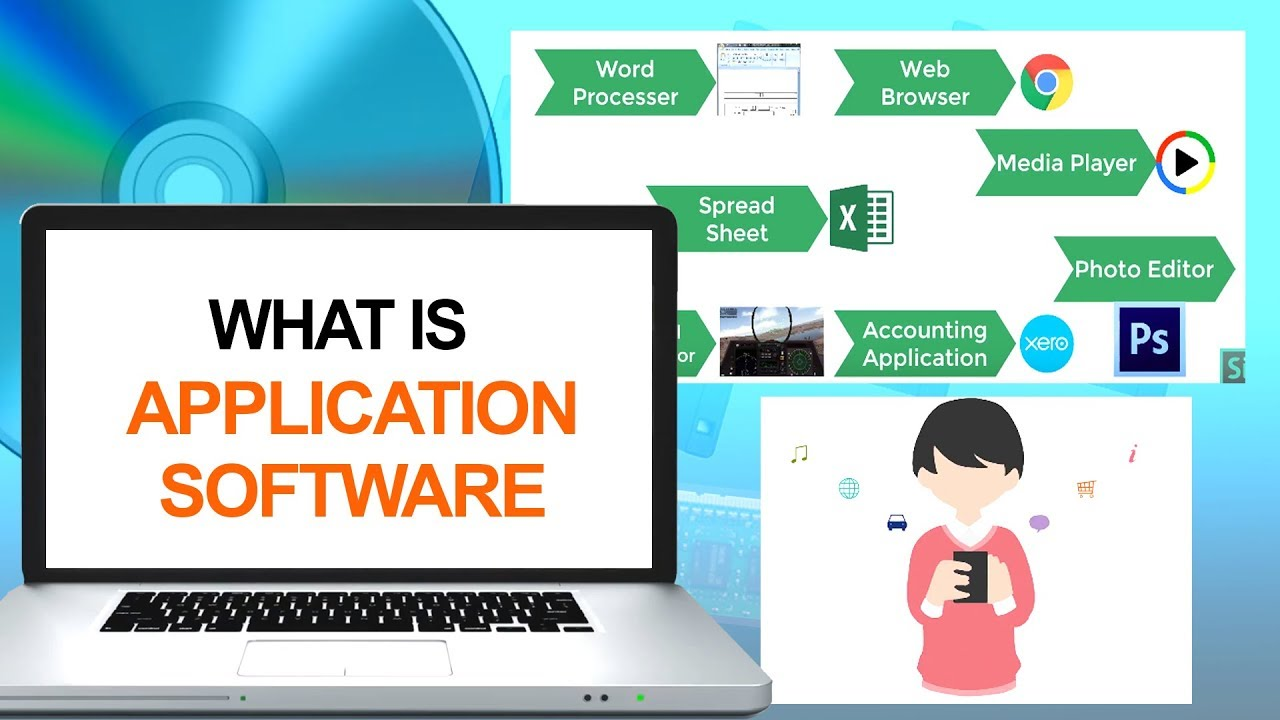 WHAT IS
APPLICATION
SOFTWARE
Word
Processer
Web
Browser
Media Player
Spread
Sheet
X
Photo Editor
Accounting
Application
xero
Ps
i